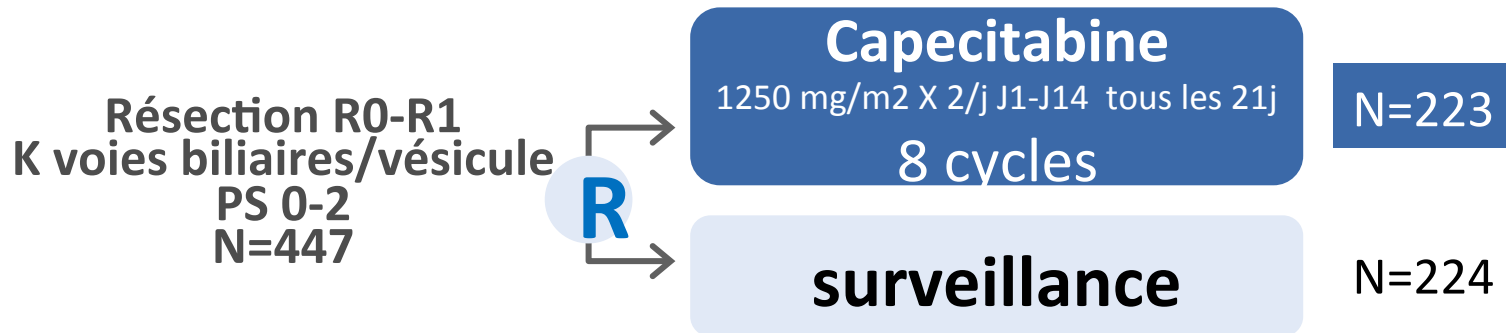 Résection R0-R1
K voies biliaires/vésicule
PS 0-2
N=447
R
Capecitabine
1250 mg/m2 X 2/j J1-J14 tous les 21j
8 cycles
N=223
surveillance
N=224